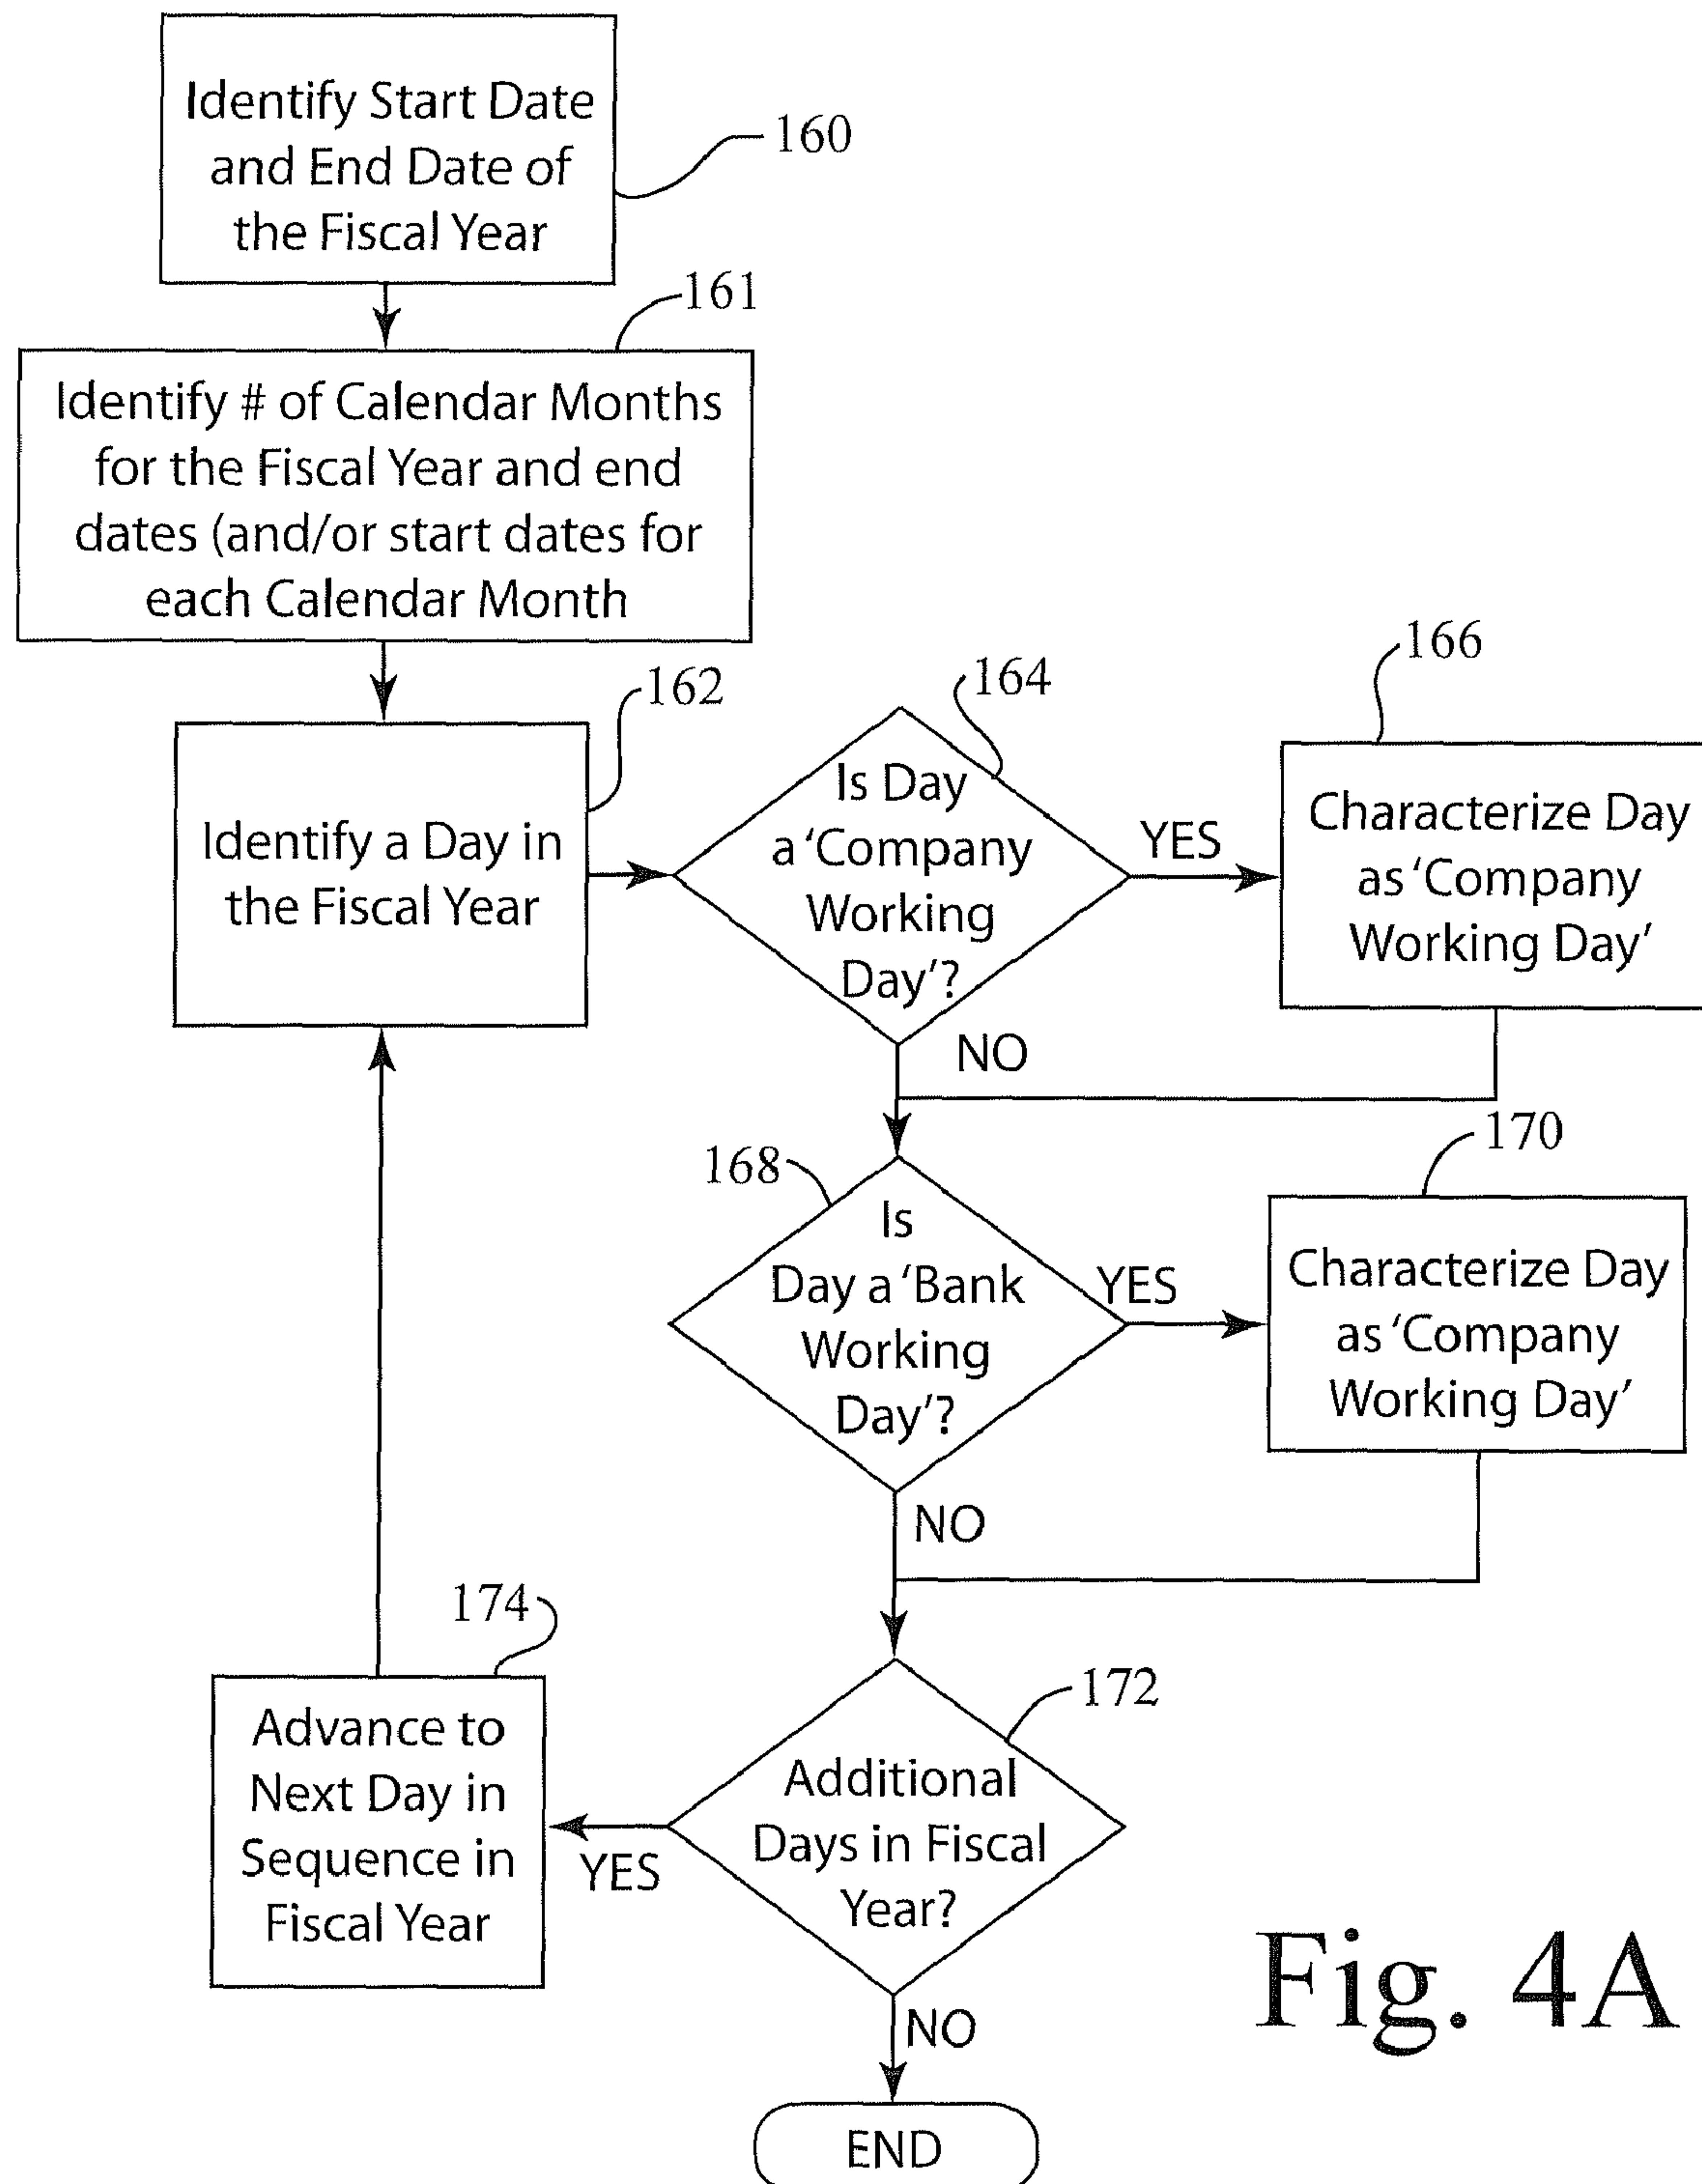 Identify Start Date
and End Date of
the Fiscal Year
160
161
Identify # of Calendar Months
for the Fiscal Year and end
dates (and/or start dates for
each Calendar Month
162
Identify a Day in
the Fiscal Year
164
Is Day
a 'Company
Working
Day'?
YES
NO
166
Characterize Day
as 'Company
Working Day'
168
Is
Day a 'Bank
Working
Day'?
YES
NO
170
Characterize Day
as 'Company
Working Day'
172
Additional
Days in Fiscal
Year?
YES
NO
174
Advance to
Next Day in
Sequence in
Fiscal Year
END
Fig. 4A